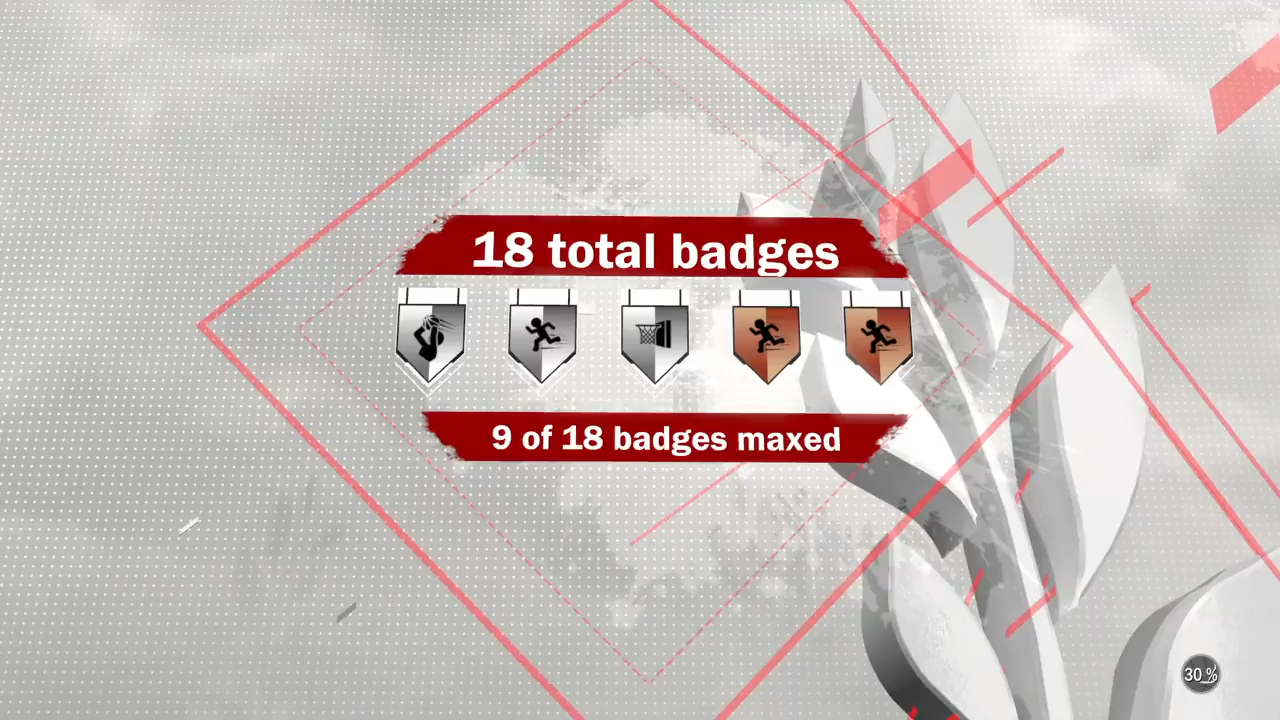 18 total badges
9 of 18 badges maxed
30 %